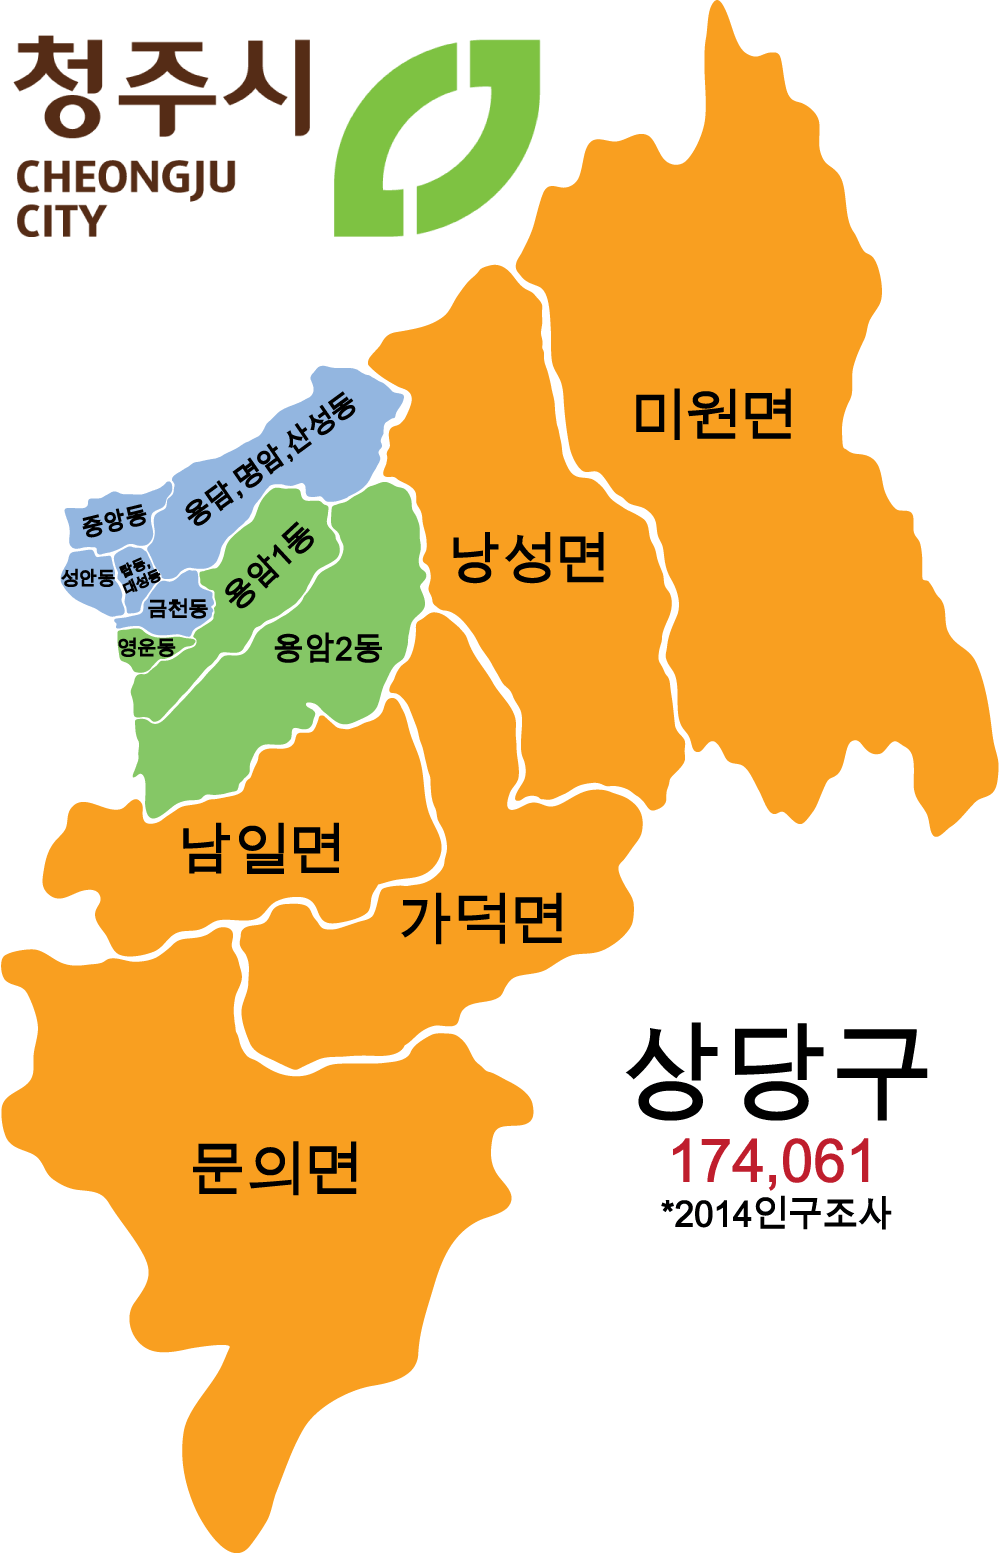 청주시
CHEONGJU
CITY
미원면
용담,명암,산성동
중앙동
낭성면
용암1동
성안동
탑동,
대성동
금천동
영운동
용암2동
남일면
가덕면
상당구
174,061
*2014인구조사
문의면